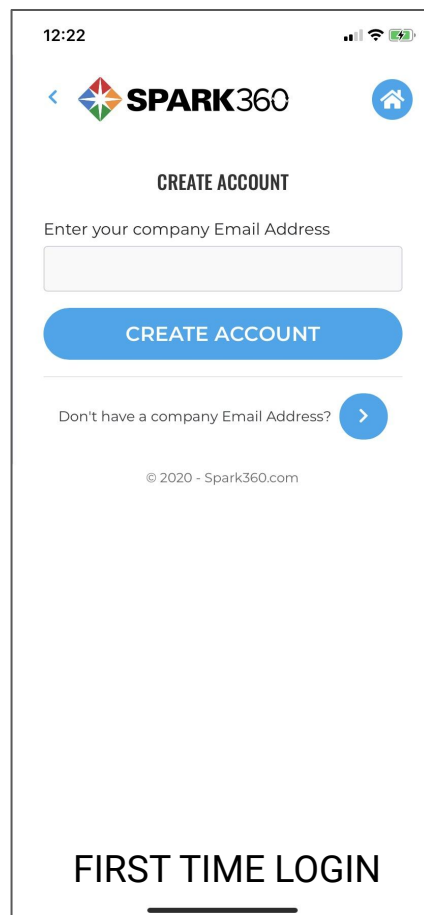 12:22
SPARK360
CREATE ACCOUNT
Enter your company Email Address
CREATE ACCOUNT
Don't have a company Email Address?
© 2020 - Spark360.com
FIRST TIME LOGIN